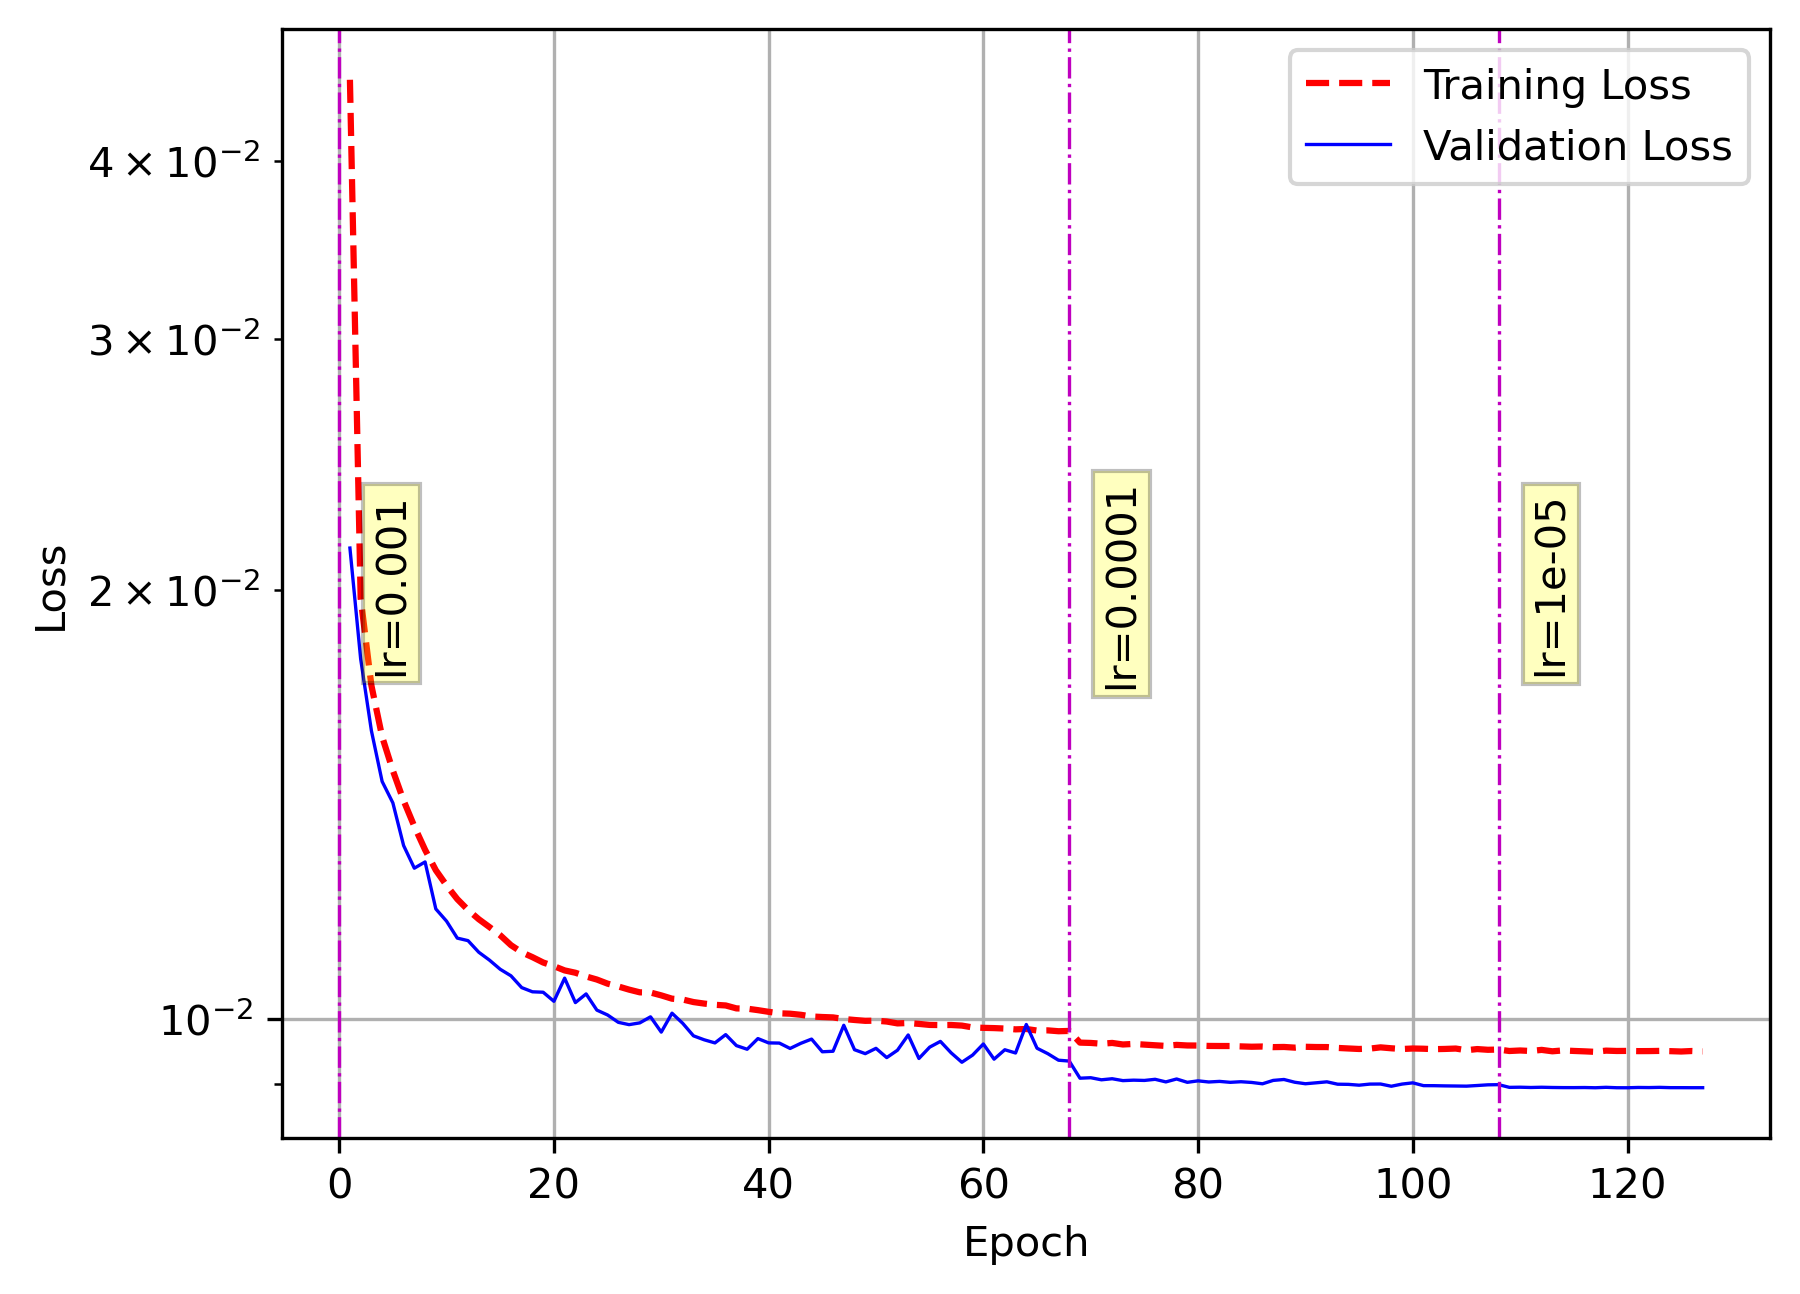 Training Loss
Validation Loss
4 × 10⁻²
3 × 10⁻²
2 × 10⁻²
10⁻²
Loss
lr=0.001
lr=0.0001
lr=1e-05
0 20 40 60 80 100 120
Epoch